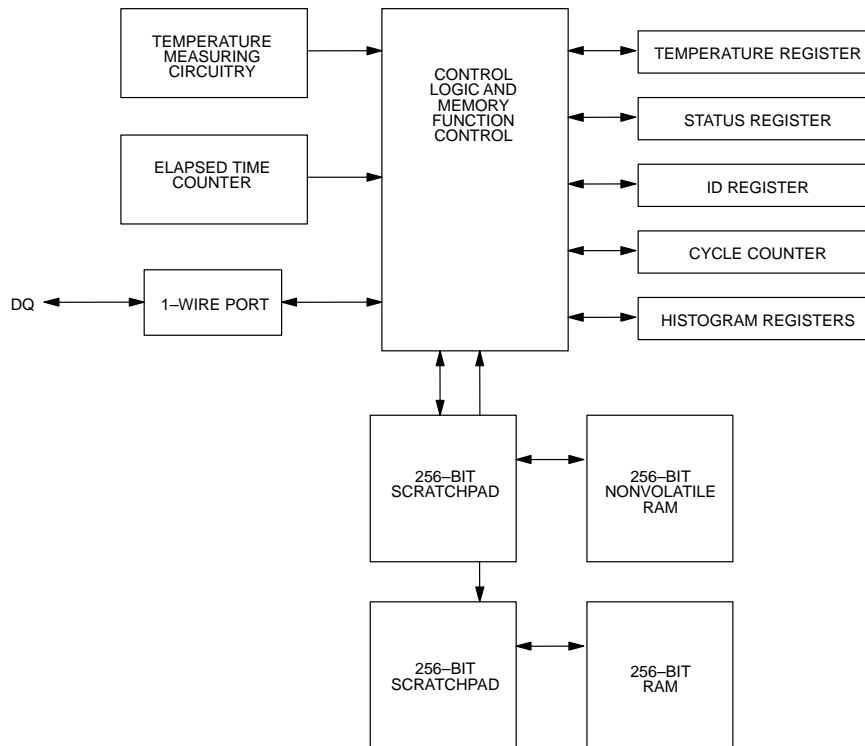 TEMPERATURE
MEASURING
CIRCUITRY
CONTROL
LOGIC AND
MEMORY
FUNCTION
CONTROL
TEMPERATURE REGISTER
STATUS REGISTER
ELAPSED TIME
COUNTER
ID REGISTER
CYCLE COUNTER
DQ
1–WIRE PORT
HISTOGRAM REGISTERS
256–BIT
SCRATCHPAD
256–BIT
NONVOLATILE
RAM
256–BIT
SCRATCHPAD
256–BIT
RAM